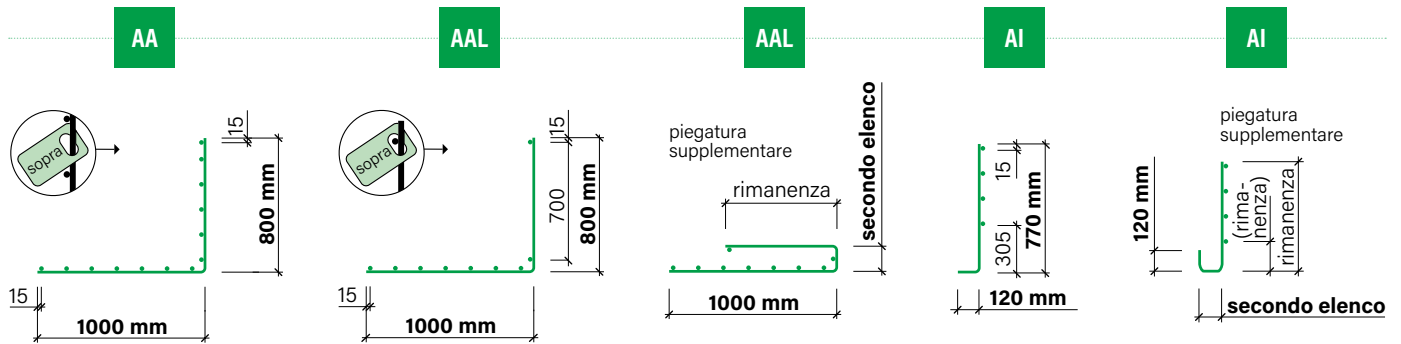 AA
AAL
AAL
AI
AI
sopra
15
800 mm
15
1000 mm
sopra
15
700
800 mm
15
1000 mm
piegatura
supplementare
rimanenza
secondo elenco
1000 mm
15
305
770 mm
120 mm
piegatura
supplementare
120 mm
(rima-
nenza)
rimanenza
secondo elenco